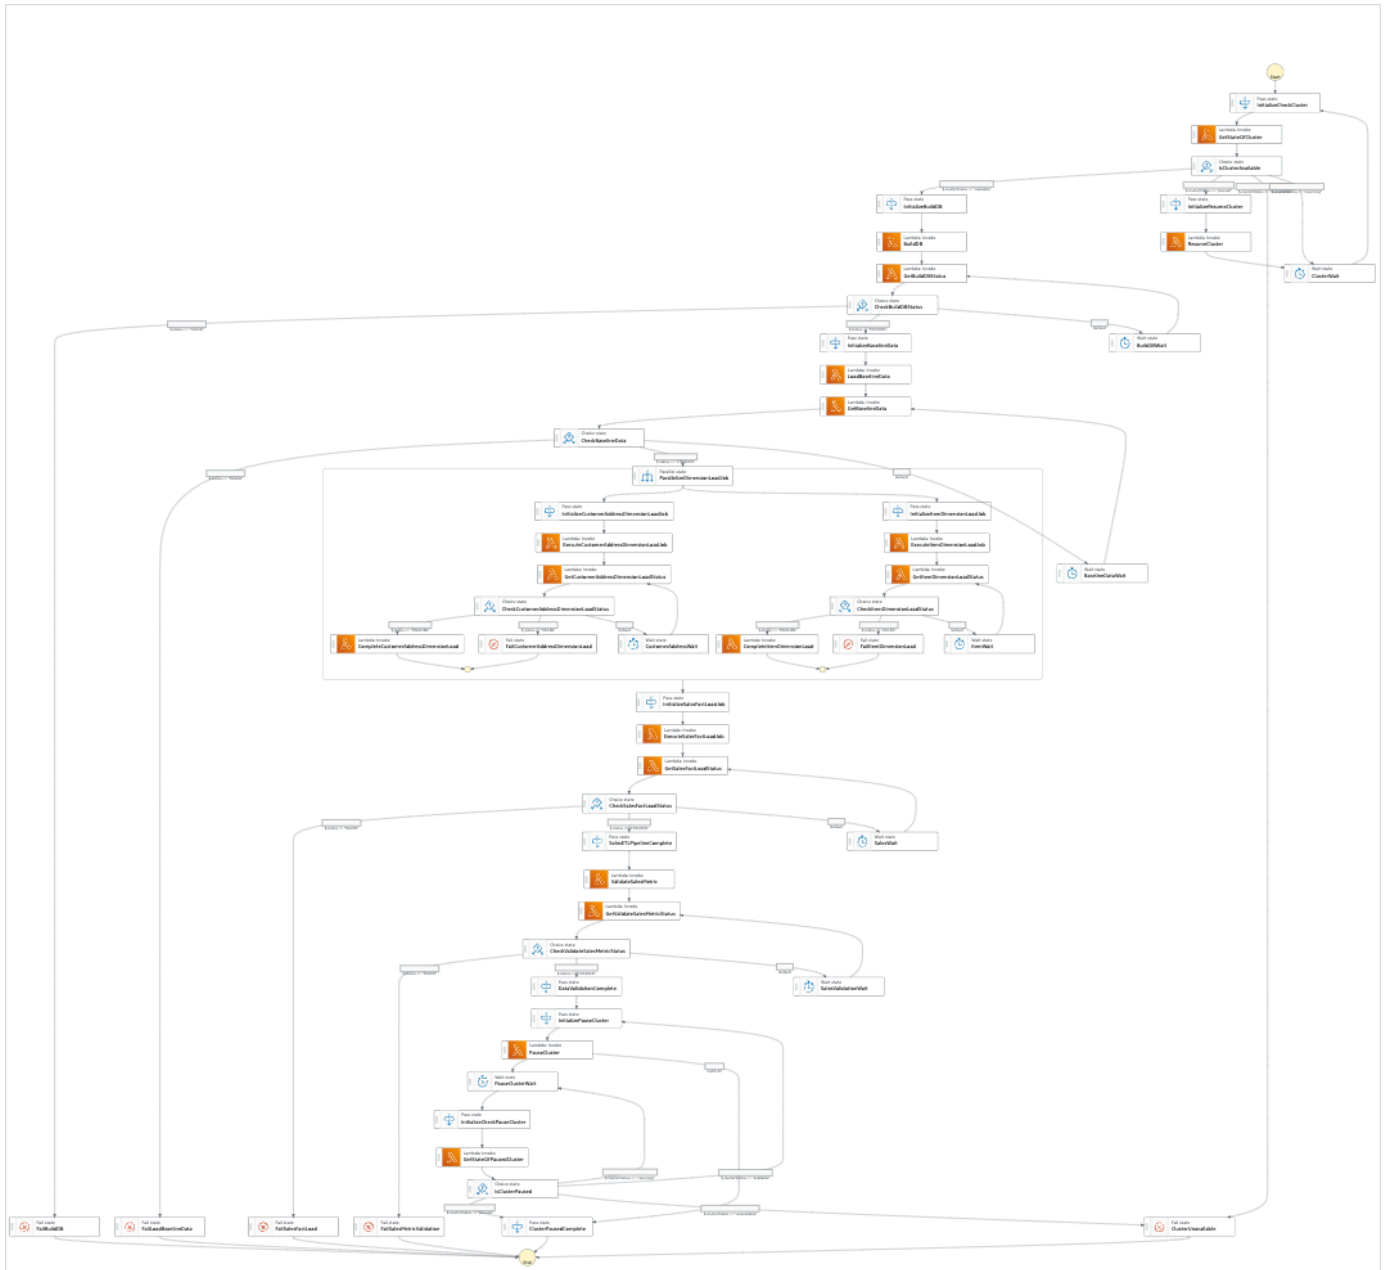 Start
Pass state
InitializeCheckCluster
Lambda: Invoke
GetStateOfCluster
Choice state
IsClusterAvailable
Pass state
InitializeBuildDB
Pass state
InitializeResumeCluster
Lambda: Invoke
BuildDB
Lambda: Invoke
ResumeCluster
Lambda: Invoke
GetBuildDBStatus
Wait state
ClusterWait
Choice state
CheckBuildDBStatus
Default
Pass state
InitializeBaselineData
Wait state
BuildDBWait
Lambda: Invoke
LoadBaselineData
Lambda: Invoke
GetBaselineData
Choice state
CheckBaselineData
Default
Parallel state
ParallelizeDimensionLoadJob
Pass state
InitializeCustomerAddressDimensionLoadJob
Pass state
InitializeItemDimensionLoadJob
Lambda: Invoke
ExecuteCustomerAddressDimensionLoadJob
Lambda: Invoke
ExecuteItemDimensionLoadJob
Lambda: Invoke
GetCustomerAddressDimensionLoadStatus
Lambda: Invoke
GetItemDimensionLoadStatus
Wait state
BaselineDataWait
Choice state
CheckCustomerAddressDimensionLoadStatus
Choice state
CheckItemDimensionLoadStatus
Default
Default
Lambda: Invoke
CompleteCustomerAddressDimensionLoad
Fail state
FailCustomerAddressDimensionLoad
Wait state
CustomerAddressWait
Lambda: Invoke
CompleteItemDimensionLoad
Fail state
FailItemDimensionLoad
Wait state
ItemWait
Pass state
InitializeSalesFactLoadJob
Lambda: Invoke
ExecuteSalesFactLoadJob
Lambda: Invoke
GetSalesFactLoadStatus
Choice state
CheckSalesFactLoadStatus
Default
Pass state
SalesETLPipelineComplete
Wait state
SalesWait
Lambda: Invoke
ValidateSalesMetric
Lambda: Invoke
GetValidateSalesMetricStatus
Choice state
CheckValidateSalesMetricStatus
Default
Pass state
DataValidationComplete
Wait state
SalesValidationWait
Pass state
InitializePauseCluster
Lambda: Invoke
PauseCluster
Wait state
PauseClusterWait
Pass state
InitializeCheckPauseCluster
Lambda: Invoke
GetStateOfPausedCluster
Choice state
IsClusterPaused
Fail state
FailBuildDB
Fail state
FailLoadBaselineData
Fail state
FailSalesFactLoad
Fail state
FailSalesMetricValidation
Pass state
ClusterPausedComplete
Fail state
ClusterUnavailable
End